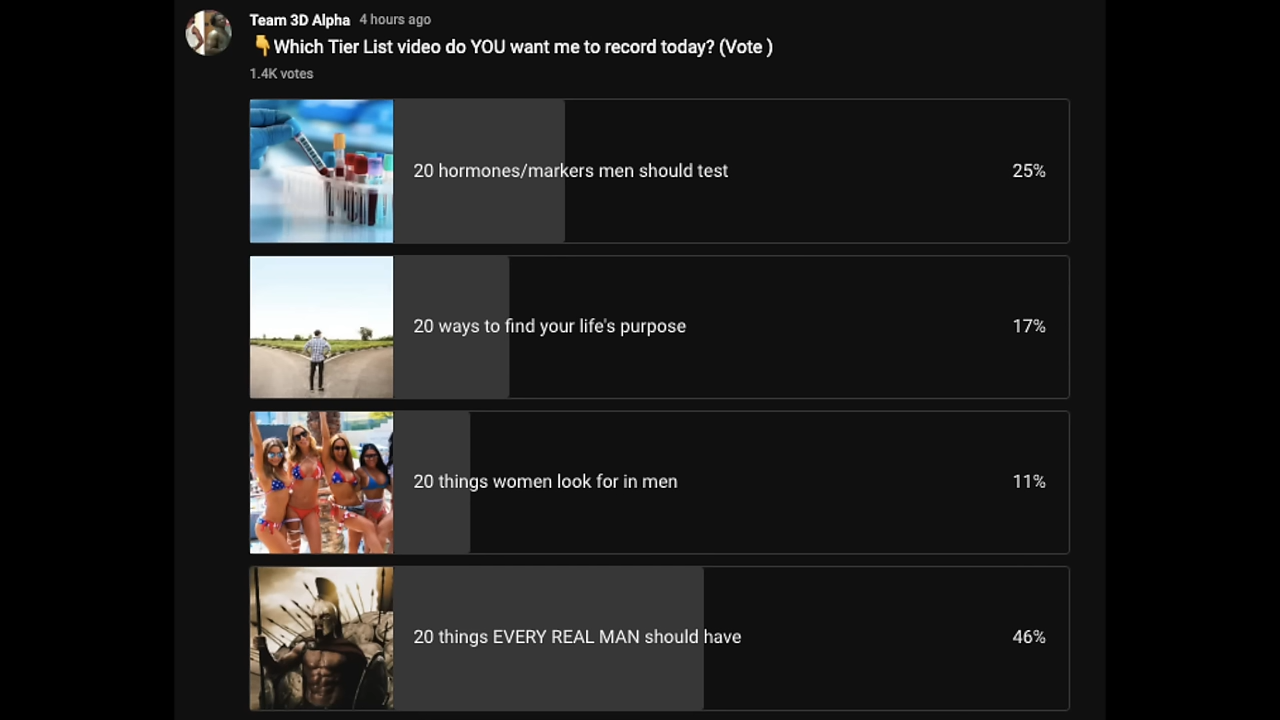 Team 3D Alpha 4 hours ago
👇Which Tier List video do YOU want me to record today? (Vote )
1.4K votes
20 hormones/markers men should test 25%
20 ways to find your life's purpose 17%
20 things women look for in men 11%
20 things EVERY REAL MAN should have 46%